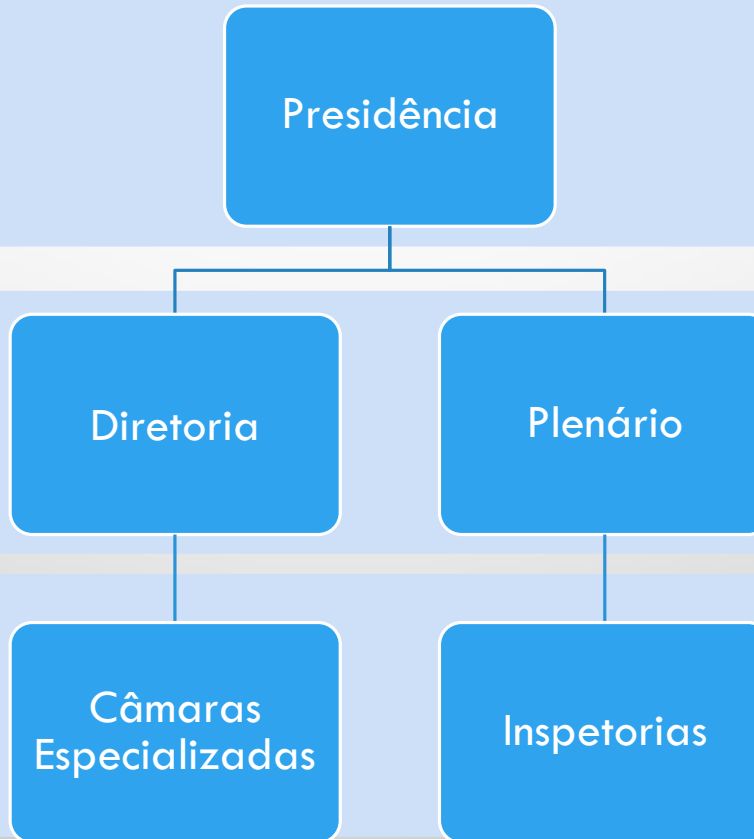 Presidência
Diretoria
Plenário
Câmaras
Especializadas
Inspetorias